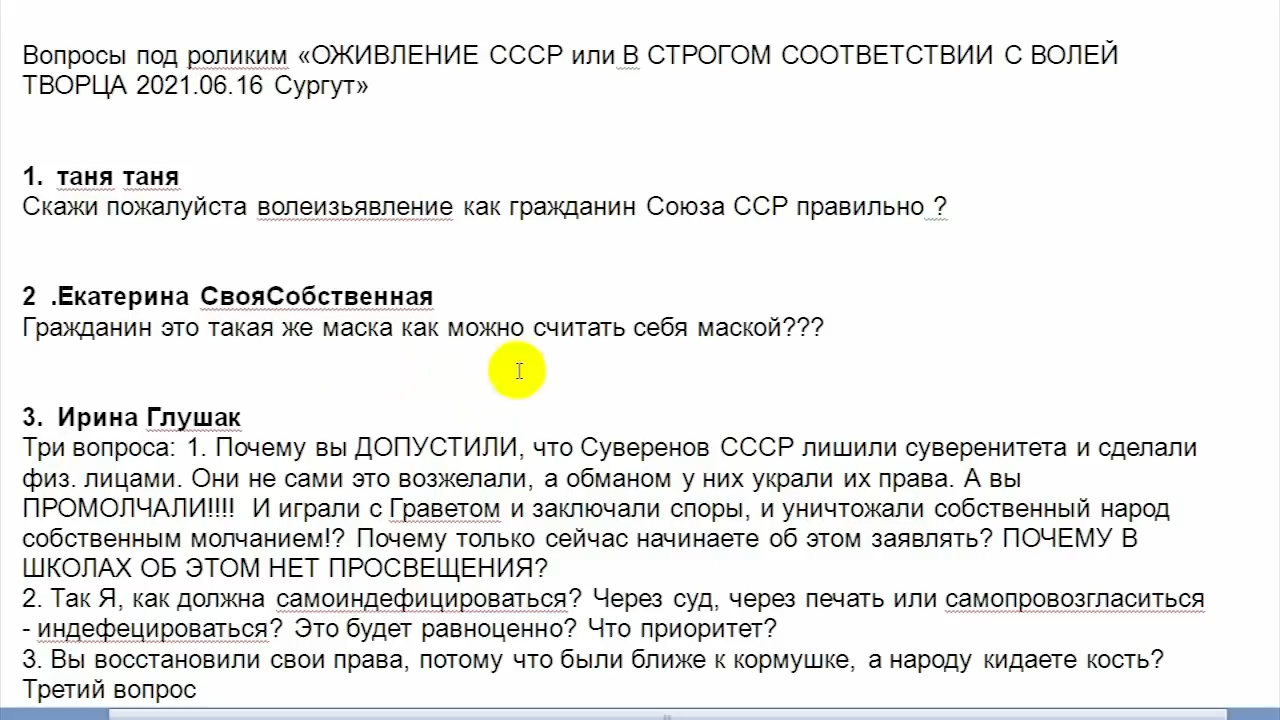 Вопросы под роликим «ОЖИВЛЕНИЕ СССР или В СТРОГОМ СООТВЕТСТВИИ С ВОЛЕЙ
ТВОРЦА 2021.06.16 Сургут»
1. таня таня
Скажи пожалуйста волеизьявление как гражданин Союза ССР правильно ?
2 .Екатерина СвояСобственная
Гражданин это такая же маска как можно считать себя маской???
3. Ирина Глушак
Три вопроса: 1. Почему вы ДОПУСТИЛИ, что Суверенов СССР лишили суверенитета и сделали
физ. лицами. Они не сами это возжелали, а обманом у них украли их права. А вы
ПРОМОЛЧАЛИ!!!! И играли с Граветом и заключали споры, и уничтожали собственный народ
собственным молчанием!? Почему только сейчас начинаете об этом заявлять? ПОЧЕМУ В
ШКОЛАХ ОБ ЭТОМ НЕТ ПРОСВЕЩЕНИЯ?
2. Так Я, как должна самоиндефицироваться? Через суд, через печать или самопровозгласиться
- индефецироваться? Это будет равноценно? Что приоритет?
3. Вы восстановили свои права, потому что были ближе к кормушке, а народу кидаете кость?
Третий вопрос